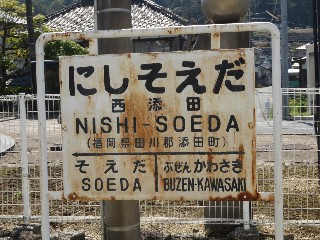 にしそえだ
西添田
NISHI-SOEDA
(福岡県田川郡添田町)
そえだ ぶぜんかわさき
SOEDA BUZEN-KAWASAKI